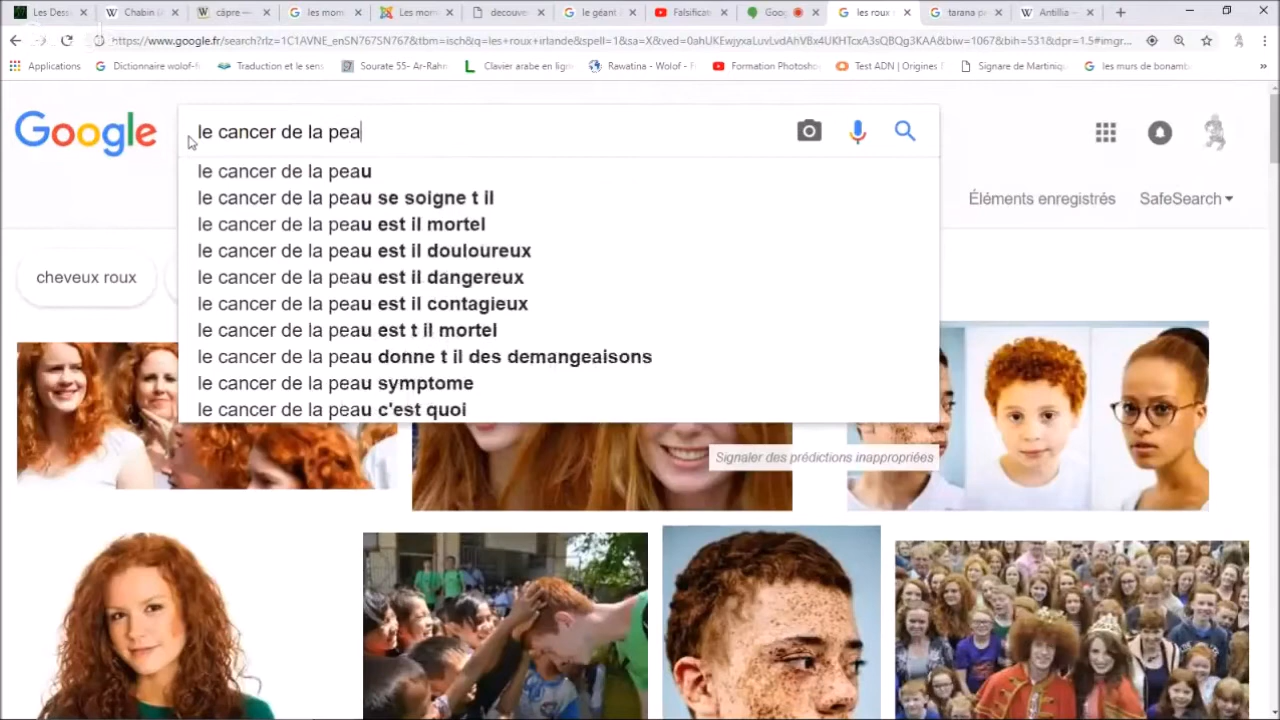 Les Dess
Chabin
câpre —
les mom
Les mom
decouve
le géant
Falsificat
Goog
les roux
tarana p
Antillia —
https://www.google.fr/search?rlz=1C1AVNE_enSN767SN767&tbm=isch&q=les+roux+irlande&spell=1&sa=X&ved=0ahUKEwjyxaLuvLvdAhVBx4UKHTcxA3sQBQg3KAA&biw=1067&bih=531&dpr=1.5#imgr...
Applications
Dictionnaire wolof-f
Traduction et le sens
Sourate 55- Ar-Rahm
Clavier arabe en lign
Rawatina - Wolof - F
Formation Photosho
Test ADN | Origines
Signare de Martiniqu
les murs de bonamb
»
Google
le cancer de la pea
le cancer de la peau
le cancer de la peau se soigne t il
le cancer de la peau est il mortel
le cancer de la peau est il douloureux
le cancer de la peau est il dangereux
le cancer de la peau est il contagieux
le cancer de la peau est t il mortel
le cancer de la peau donne t il des demangeaisons
le cancer de la peau symptome
le cancer de la peau c'est quoi
Signaler des prédictions inappropriées
Éléments enregistrés
SafeSearch
cheveux roux